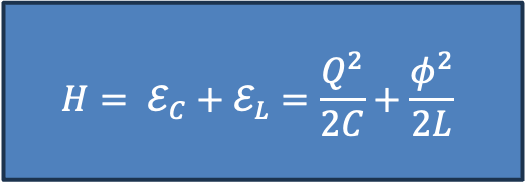 H = ℰ_C + ℰ_L = Q²/2C + ϕ²/2L